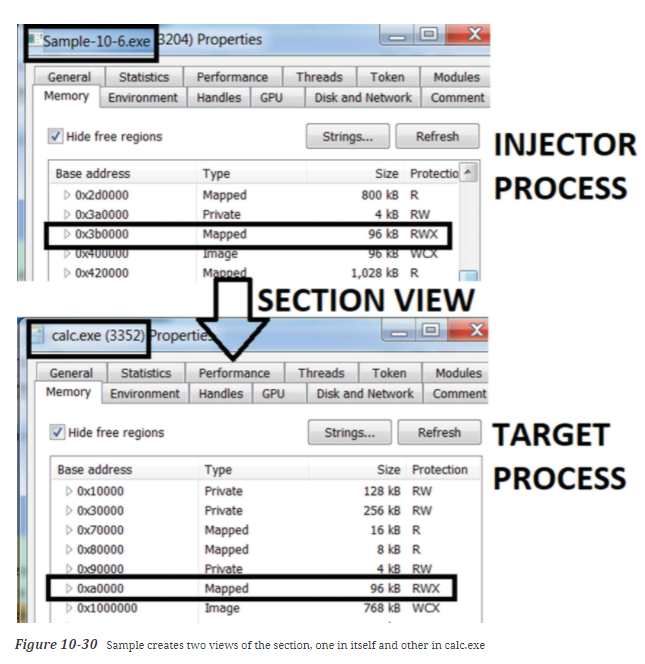 Sample-10-6.exe (3204) Properties
General Statistics Performance Threads Token Modules
Memory Environment Handles GPU Disk and Network Comment
Hide free regions Strings... Refresh
INJECTOR
PROCESS
Base address Type Size Protectio
0x2d0000 Mapped 800 kB R
0x3a0000 Private 4 kB RW
0x3b0000 Mapped 96 kB RWX
0x400000 Image 96 kB WCX
0x420000 Mapped 1,028 kB R
SECTION VIEW
calc.exe (3352) Properties
General Statistics Performance Threads Token Modules
Memory Environment Handles GPU Disk and Network Comment
Hide free regions Strings... Refresh
TARGET
PROCESS
Base address Type Size Protection
0x10000 Private 128 kB RW
0x30000 Private 256 kB RW
0x70000 Mapped 16 kB R
0x80000 Mapped 8 kB R
0x90000 Private 4 kB RW
0xa0000 Mapped 96 kB RWX
0x1000000 Image 768 kB WCX
Figure 10-30 Sample creates two views of the section, one in itself and other in calc.exe